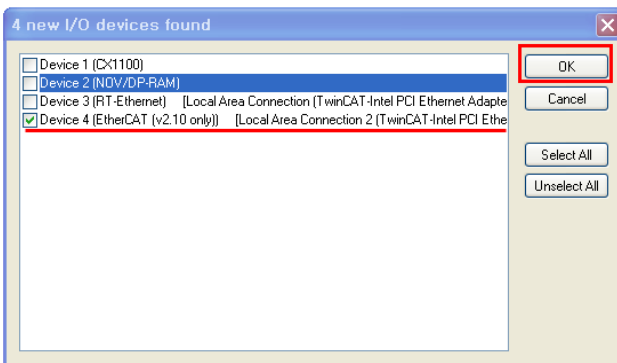 4 new I/O devices found
Device 1 (CX1100)
Device 2 (NOV/DP-RAM)
Device 3 (RT-Ethernet) [Local Area Connection (TwinCAT-Intel PCI Ethernet Adapte
Device 4 (EtherCAT (v2.10 only)) [Local Area Connection 2 (TwinCAT-Intel PCI Ethe
OK
Cancel
Select All
Unselect All